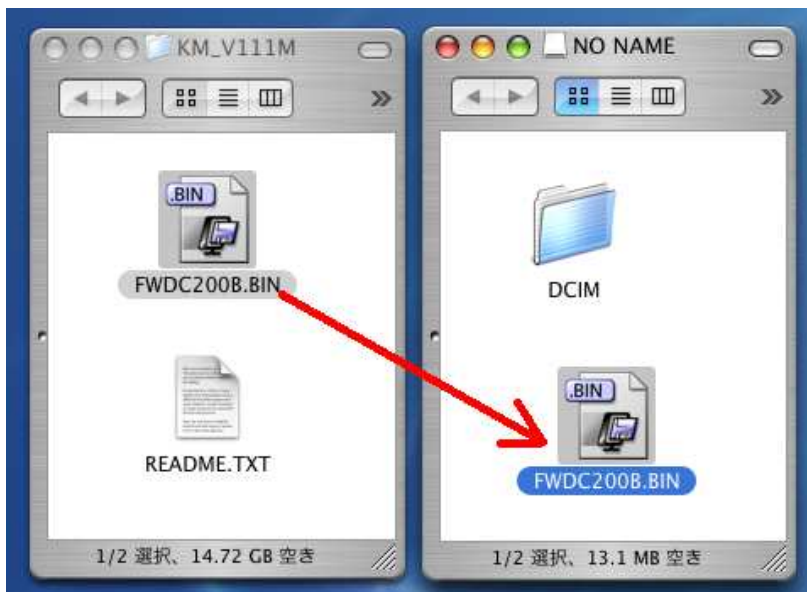 KM_V111M
.BIN
FWDC200B.BIN
README.TXT
1/2 選択、14.72 GB 空き
NO NAME
DCIM
.BIN
FWDC200B.BIN
1/2 選択、13.1 MB 空き